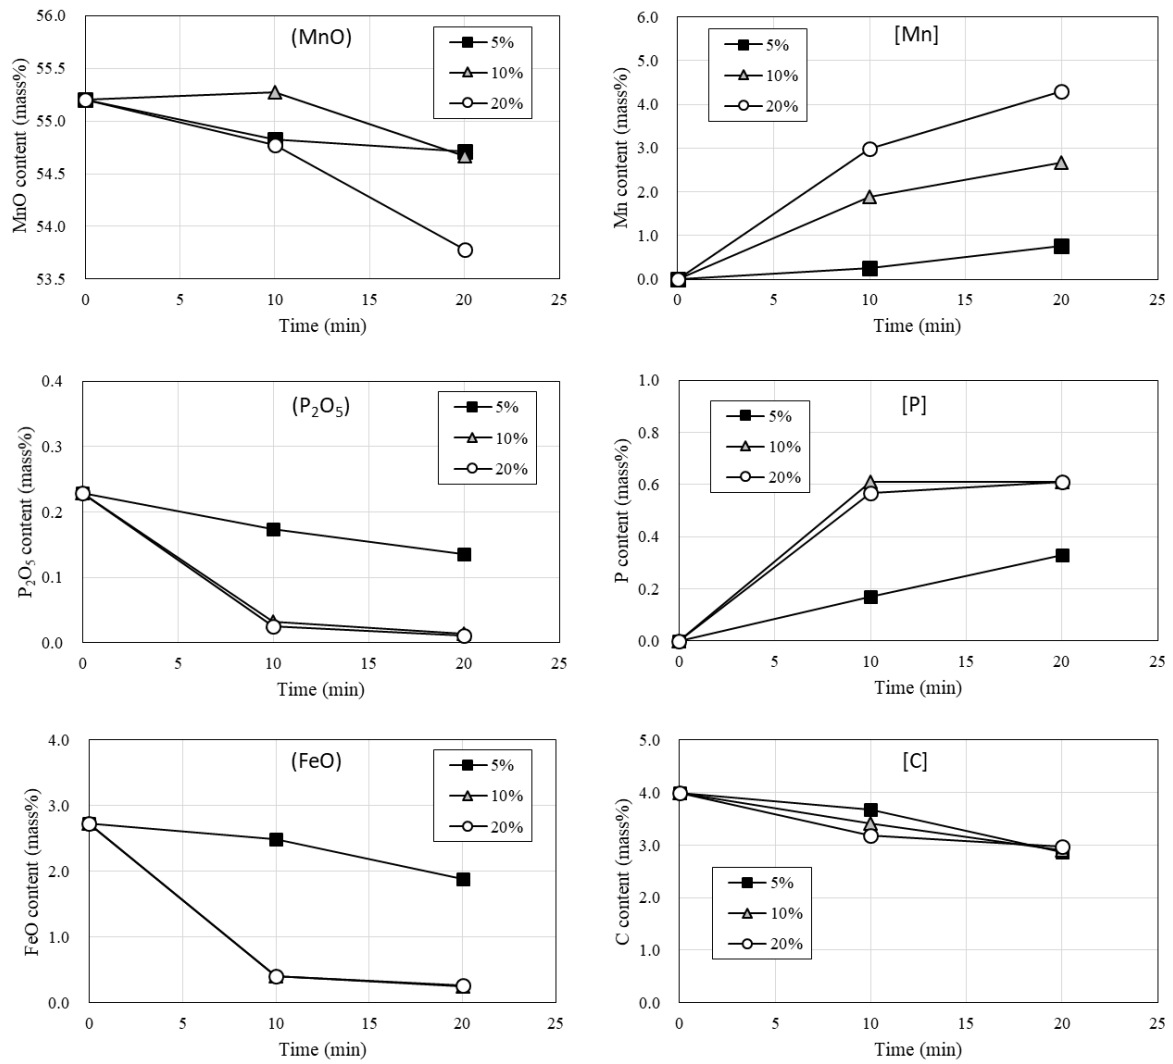 (MnO)
MnO content (mass%)
56.0
55.5
55.0
54.5
54.0
53.5
0 5 10 15 20 25
Time (min)
5%
10%
20%
[Mn]
Mn content (mass%)
6.0
5.0
4.0
3.0
2.0
1.0
0.0
0 5 10 15 20 25
Time (min)
5%
10%
20%
(P₂O₅)
P₂O₅ content (mass%)
0.4
0.3
0.2
0.1
0.0
0 5 10 15 20 25
Time (min)
5%
10%
20%
[P]
P content (mass%)
1.0
0.8
0.6
0.4
0.2
0.0
0 5 10 15 20 25
Time (min)
5%
10%
20%
(FeO)
FeO content (mass%)
4.0
3.0
2.0
1.0
0.0
0 5 10 15 20 25
Time (min)
5%
10%
20%
[C]
C content (mass%)
5.0
4.0
3.0
2.0
1.0
0.0
0 5 10 15 20 25
Time (min)
5%
10%
20%